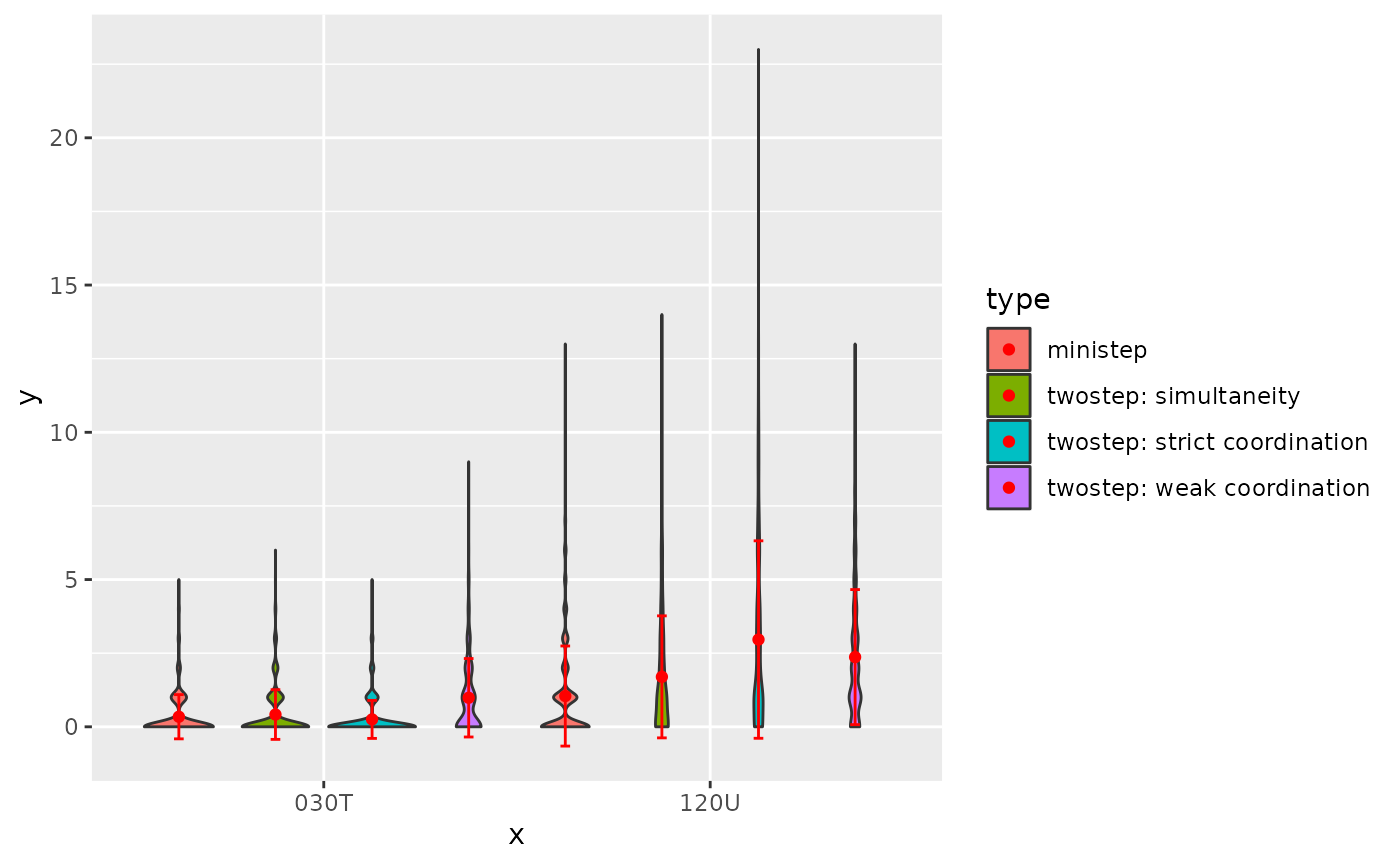 20
15
10
5
0
y
030T
120U
x
type
ministep
twostep: simultaneity
twostep: strict coordination
twostep: weak coordination